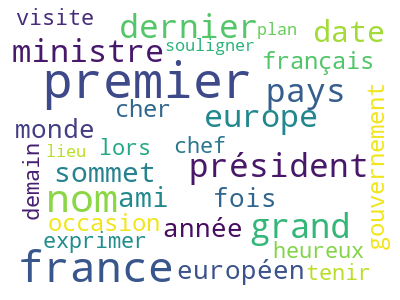 visite
dernier
plan
date
ministre
souligner
français
premier
pays
cher
europe
monde
lors
chef
gouvernement
demain
lieu
sommet
président
nom
ami
fois
occasion
année
grand
exprimer
heureux
france
européen
tenir